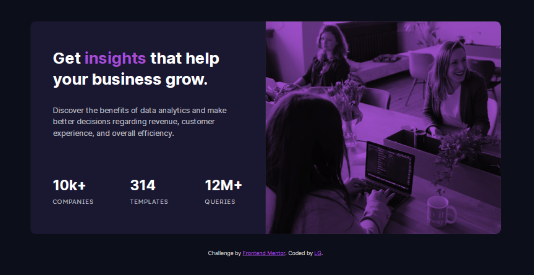 Get insights that help
your business grow.
Discover the benefits of data analytics and make
better decisions regarding revenue, customer
experience, and overall efficiency.
10k+ 314 12M+
COMPANIES TEMPLATES QUERIES
Challenge by Frontend Mentor. Coded by LG.